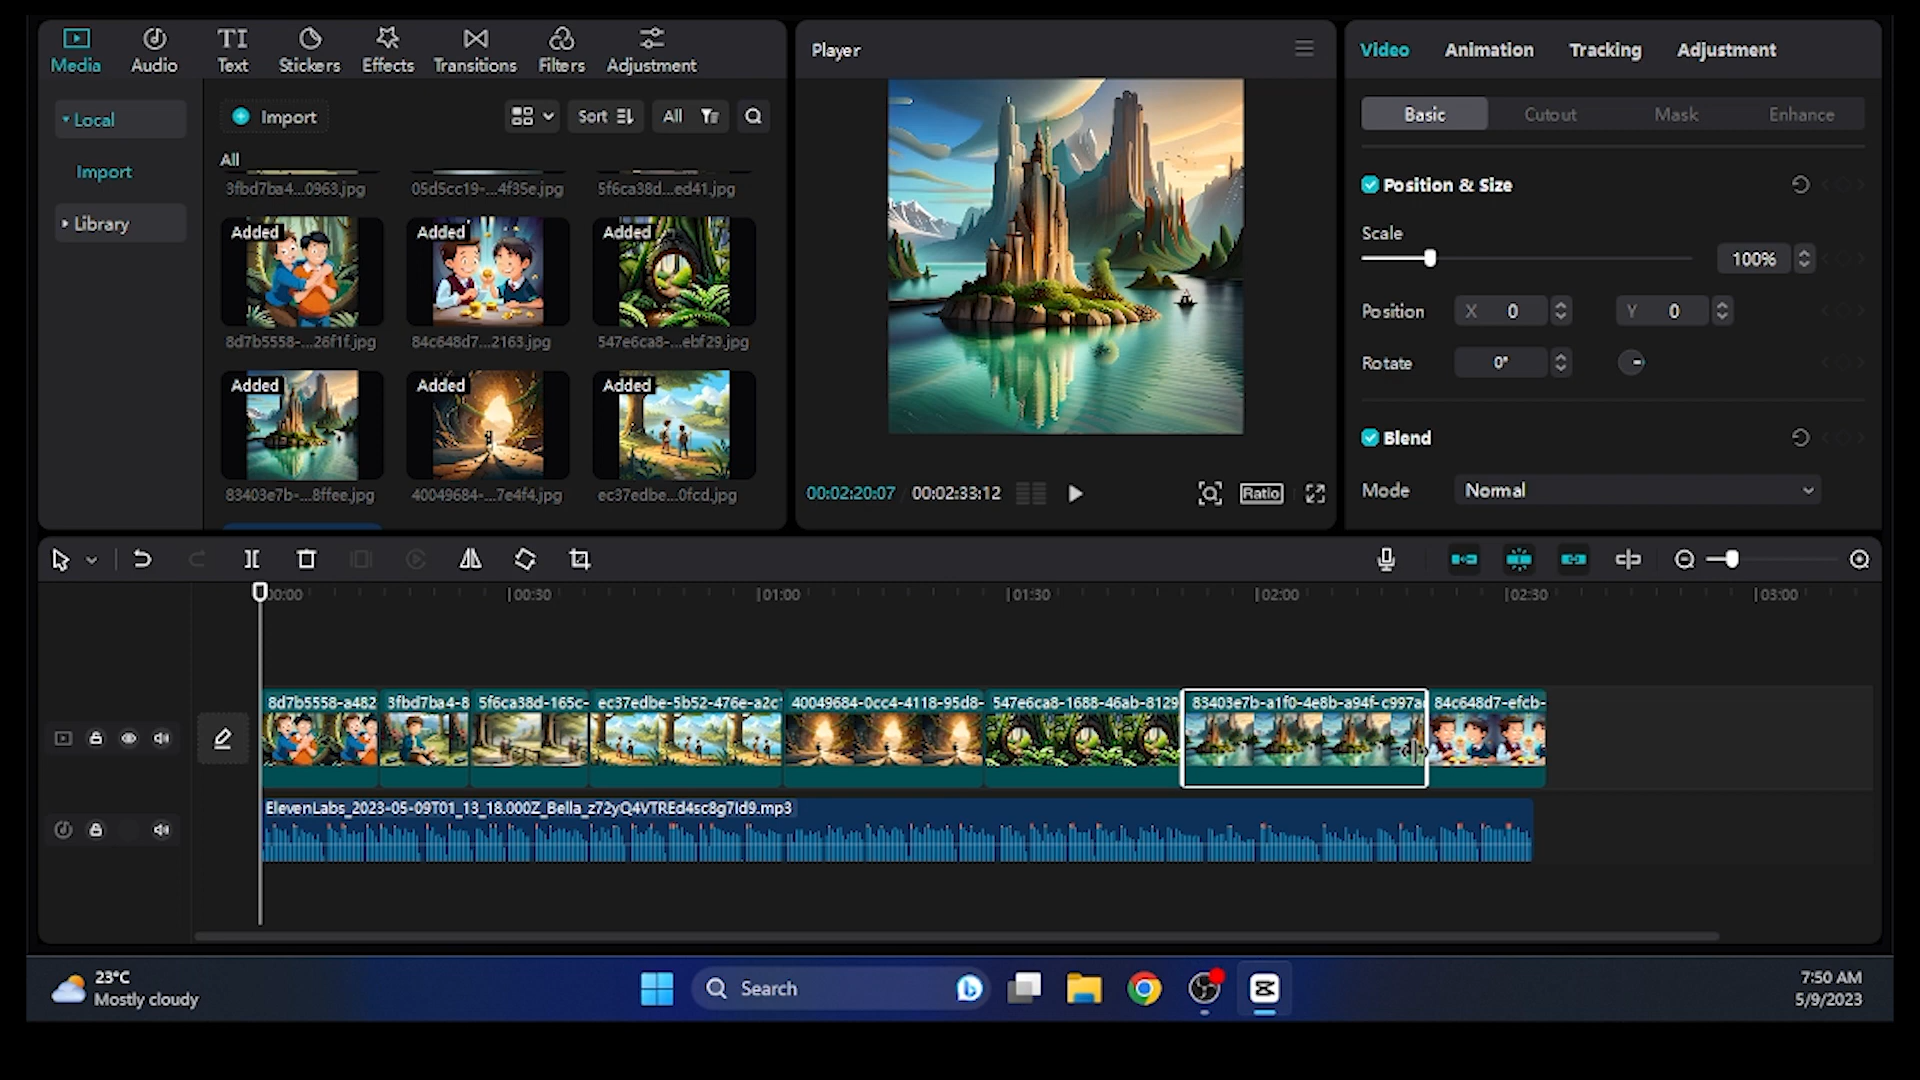 Media
Audio
TI
Text
Stickers
Effects
Transitions
Filters
Adjustment
Local
Import
Library
Import
Sort
All
All
3fbd7ba4...0963.jpg
05d5cc19-...4f35e.jpg
5f6ca38d...ed41.jpg
Added
Added
Added
8d7b5558-...26f1f.jpg
84c648d7...2163.jpg
547e6ca8-...ebf29.jpg
Added
Added
Added
83403e7b-...8ffee.jpg
40049684-...7e4f4.jpg
ec37edbe...0fcd.jpg
Player
00:02:20:07 / 00:02:33:12
Ratio
Video
Animation
Tracking
Adjustment
Basic
Cutout
Mask
Enhance
Position & Size
Scale
100%
Position
X 0
Y 0
Rotate
0°
Blend
Mode
Normal
00:00
00:30
01:00
01:30
02:00
02:30
03:00
8d7b5558-a482
3fbd7ba4-8
5f6ca38d-165c-
ec37edbe-5b52-476e-a2c
40049684-0cc4-4118-95d8-
547e6ca8-1688-46ab-8129
83403e7b-a1f0-4e8b-a94f-c997a
84c648d7-efcb-
ElevenLabs_2023-05-09T01_13_18.000Z_Bella_z72yQ4VTREd4sc8g7Id9.mp3
23°C
Mostly cloudy
Search
7:50 AM
5/9/2023